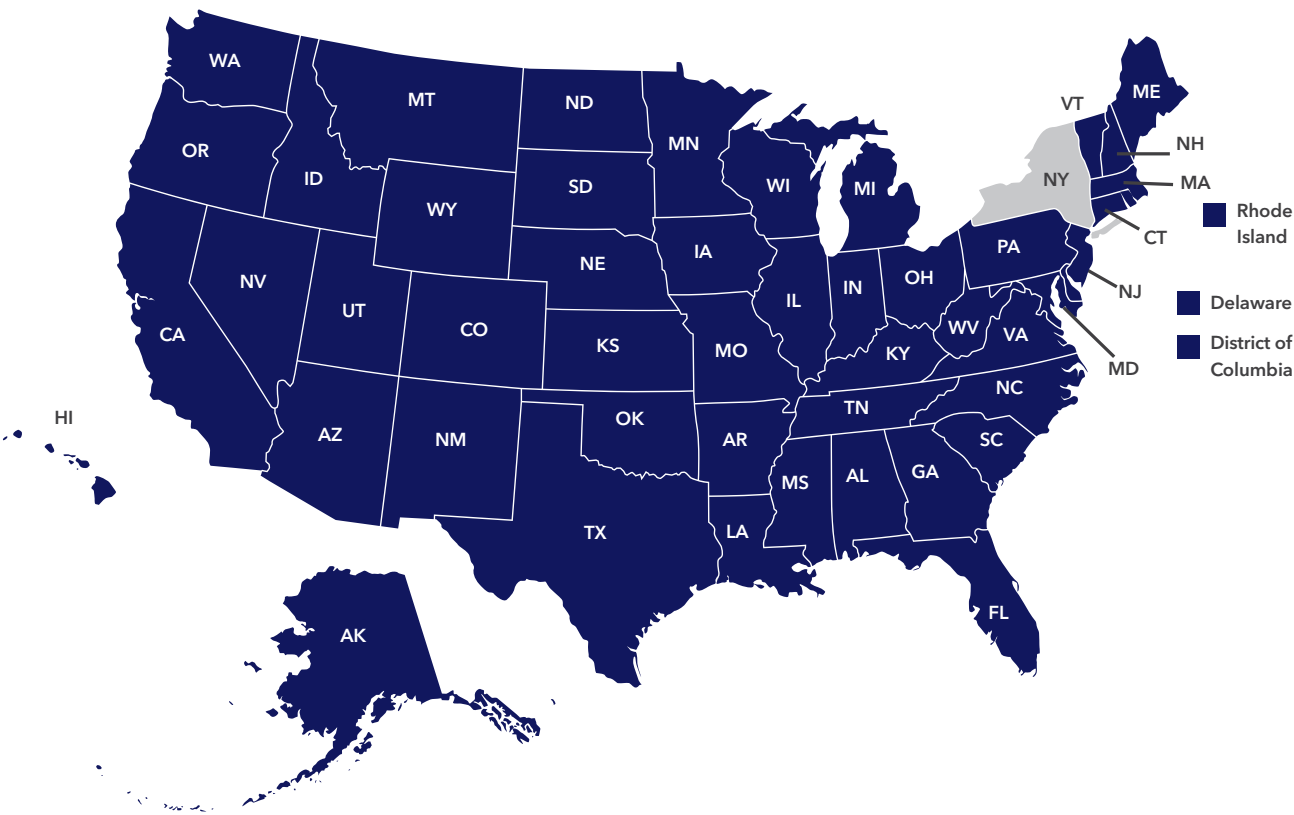 WA
MT
ND
MN
ME
VT
OR
ID
SD
WI
MI
NY
NH
MA
WY
IA
NE
PA
Rhode
Island
CT
NV
UT
CO
IL
IN
OH
NJ
Delaware
CA
KS
MO
KY
WV
VA
District of
Columbia
MD
HI
AZ
NM
OK
AR
TN
NC
SC
MS
AL
GA
TX
LA
FL
AK